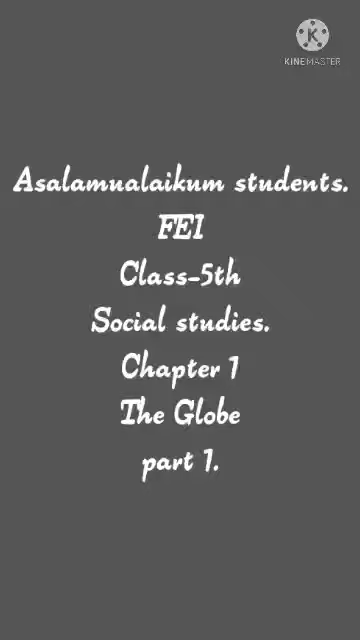 K
KINEMASTER
Asalamualaikum students.
FEI
Class-5th
Social studies.
Chapter 1
The Globe
part 1.